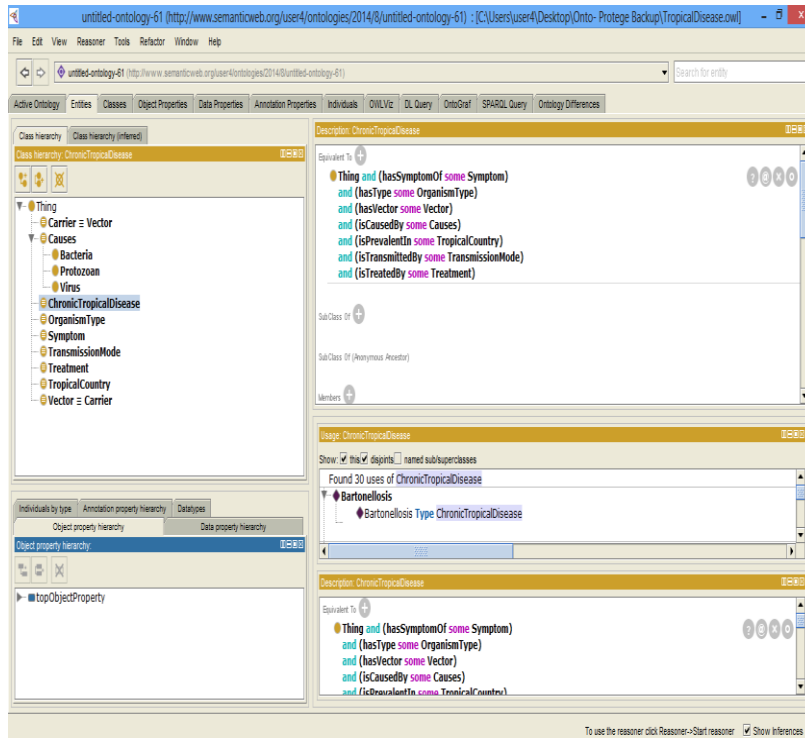 untitled-ontology-61 (http://www.semanticweb.org/user4/ontologies/2014/8/untitled-ontology-61) : [C:\Users\user4\Desktop\Onto- Protege Backup\TropicalDisease.owl]
File Edit View Reasoner Tools Refactor Window Help
untitled-ontology-61 (http://www.semanticweb.org/user4/ontologies/2014/8/untitled-ontology-61)
Search for entity
Active Ontology Entities Classes Object Properties Data Properties Annotation Properties Individuals OWLViz DL Query OntoGraf SPARQL Query Ontology Differences
Class hierarchy Class hierarchy (inferred)
Class hierarchy: ChronicTropicalDisease
Thing
Carrier ≡ Vector
Causes
Bacteria
Protozoan
Virus
ChronicTropicalDisease
OrganismType
Symptom
TransmissionMode
Treatment
TropicalCountry
Vector ≡ Carrier
Individuals by type Annotation property hierarchy Datatypes
Object property hierarchy Data property hierarchy
Object property hierarchy:
topObjectProperty
Description: ChronicTropicalDisease
Equivalent To
Thing and (hasSymptomOf some Symptom)
and (hasType some OrganismType)
and (hasVector some Vector)
and (isCausedBy some Causes)
and (isPrevalentIn some TropicalCountry)
and (isTransmittedBy some TransmissionMode)
and (isTreatedBy some Treatment)
SubClass Of
SubClass Of (Anonymous Ancestor)
Members
Usage: ChronicTropicalDisease
Show: this disjoints named sub/superclasses
Found 30 uses of ChronicTropicalDisease
Bartonellosis
Bartonellosis Type ChronicTropicalDisease
Description: ChronicTropicalDisease
Equivalent To
Thing and (hasSymptomOf some Symptom)
and (hasType some OrganismType)
and (hasVector some Vector)
and (isCausedBy some Causes)
and (isPrevalentIn some TropicalCountry)
To use the reasoner click Reasoner->Start reasoner Show Inferences